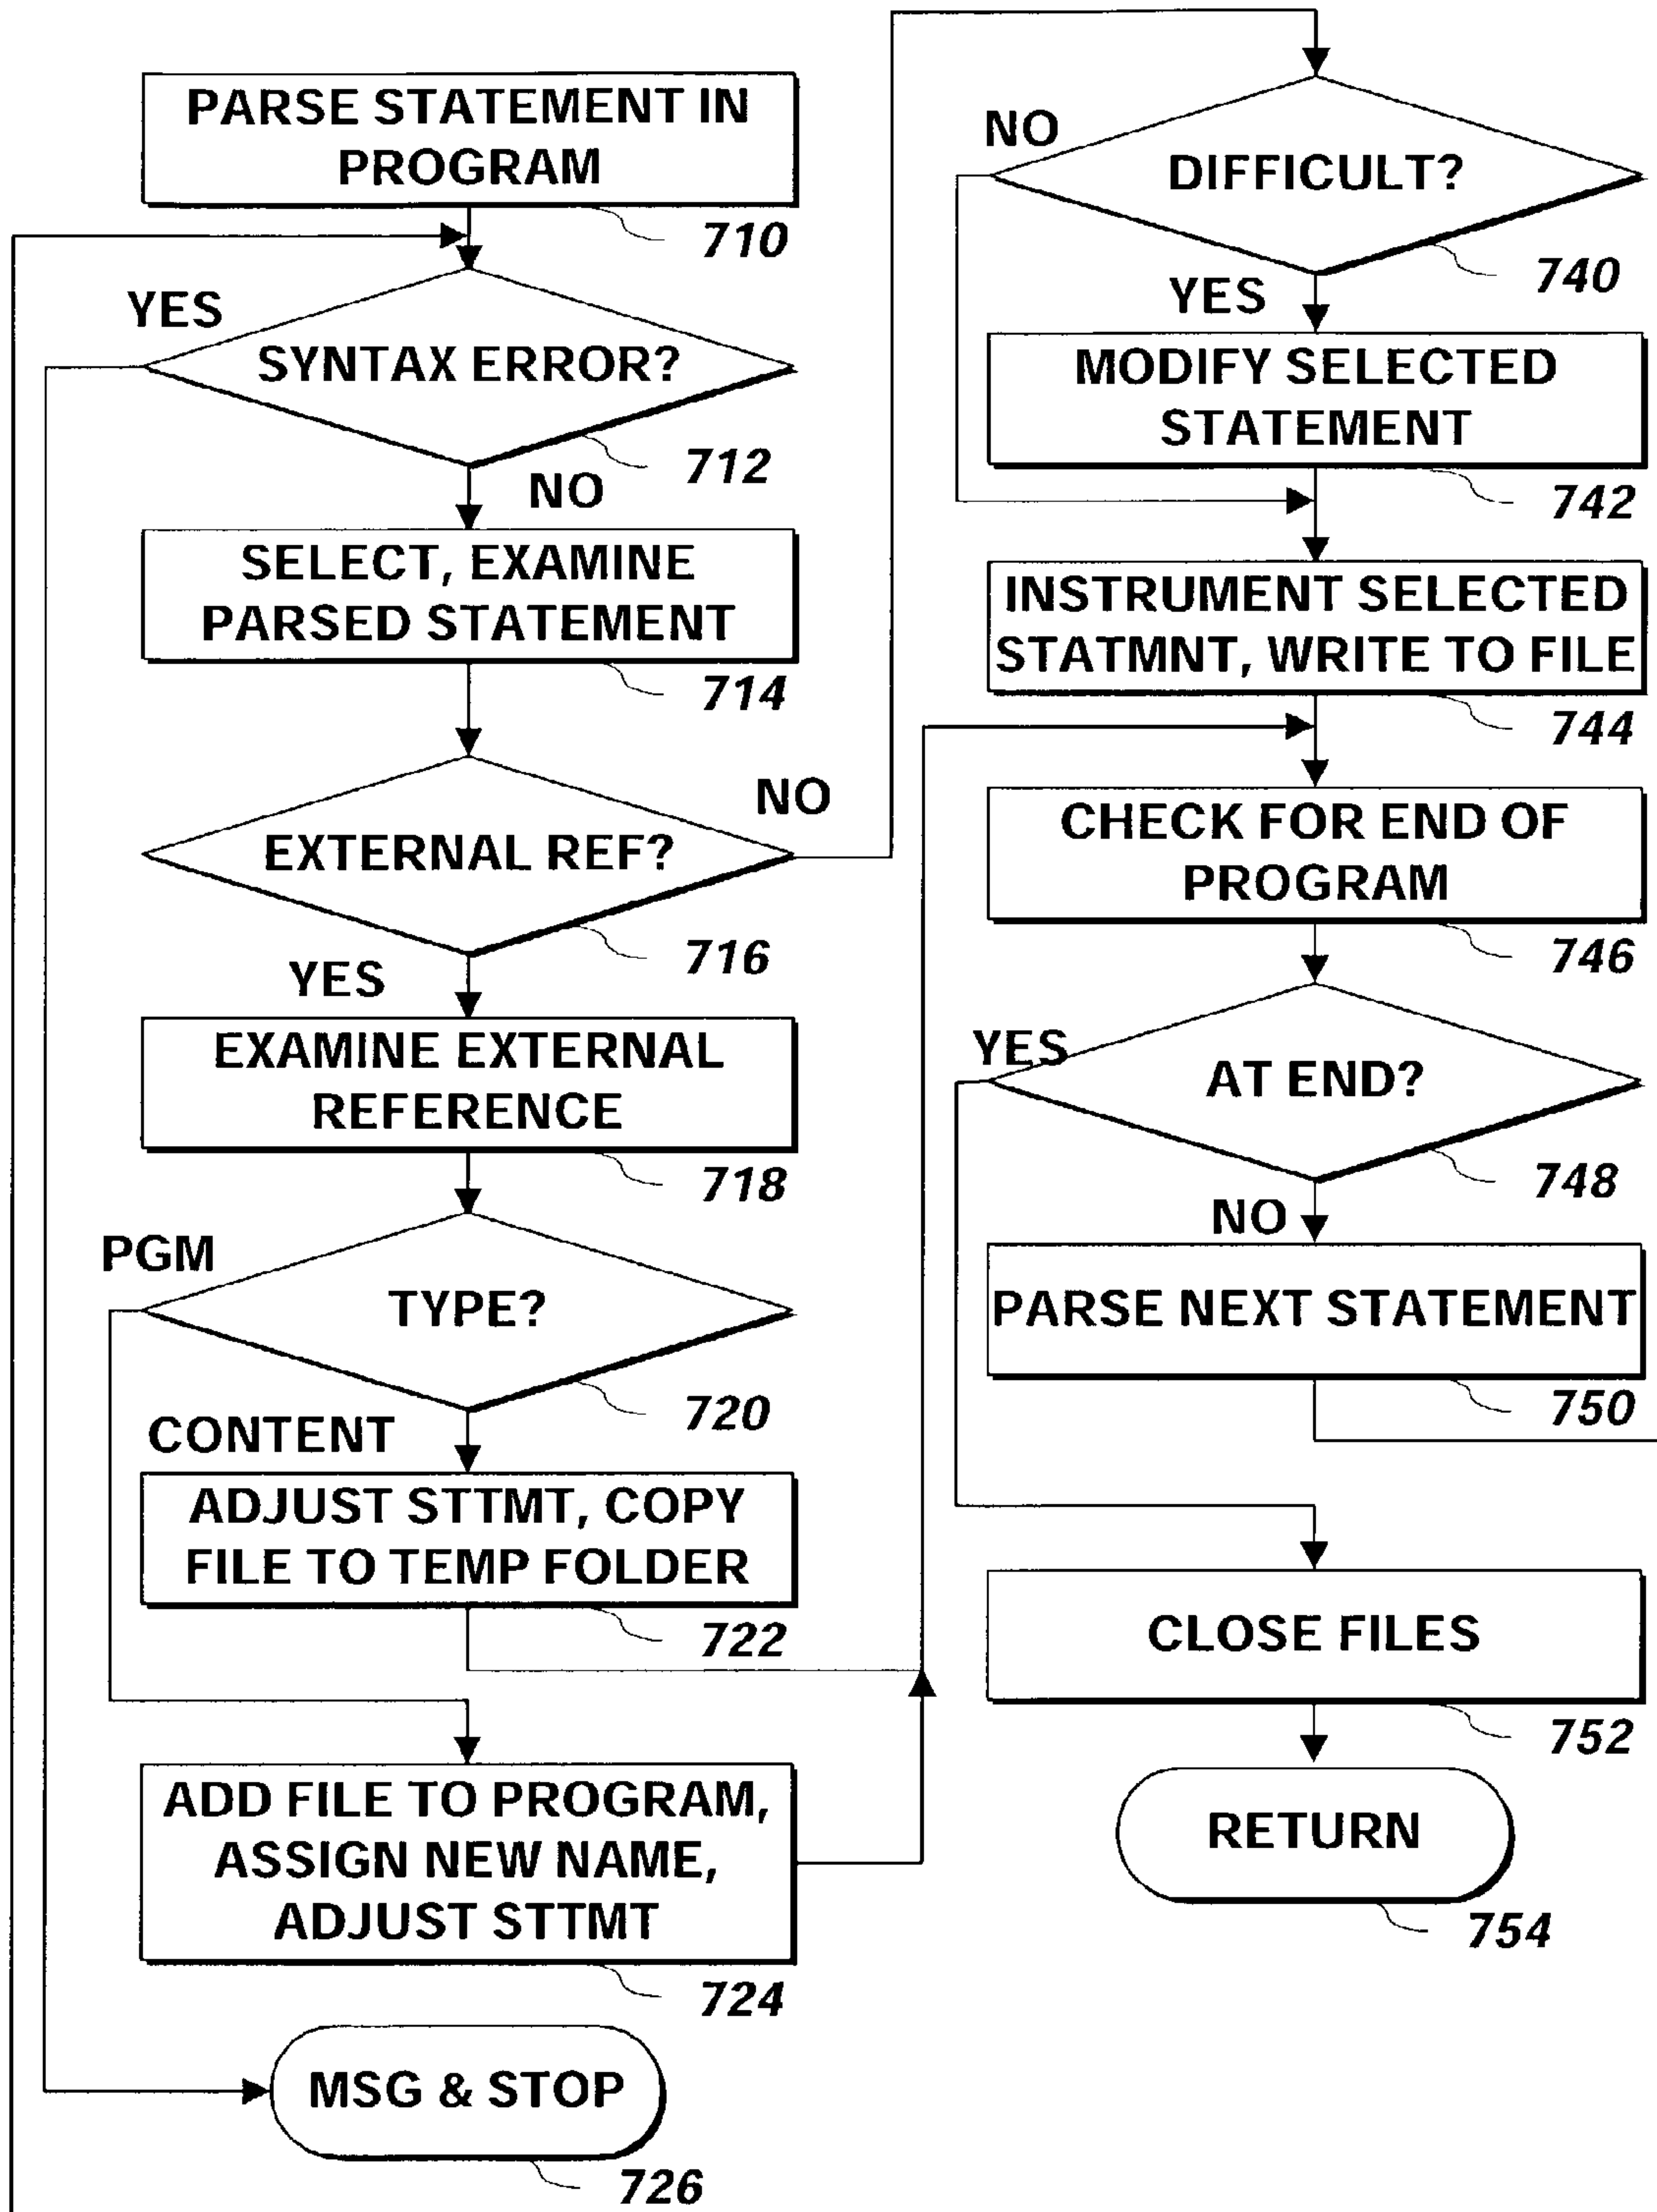 PARSE STATEMENT IN
PROGRAM
710
YES
SYNTAX ERROR?
712
NO
SELECT, EXAMINE
PARSED STATEMENT
714
NO
EXTERNAL REF?
716
YES
EXAMINE EXTERNAL
REFERENCE
718
PGM
TYPE?
720
CONTENT
ADJUST STTMT, COPY
FILE TO TEMP FOLDER
722
ADD FILE TO PROGRAM,
ASSIGN NEW NAME,
ADJUST STTMT
724
MSG & STOP
726
NO
DIFFICULT?
740
YES
MODIFY SELECTED
STATEMENT
742
INSTRUMENT SELECTED
STATMNT, WRITE TO FILE
744
CHECK FOR END OF
PROGRAM
746
YES
AT END?
748
NO
PARSE NEXT STATEMENT
750
CLOSE FILES
752
RETURN
754